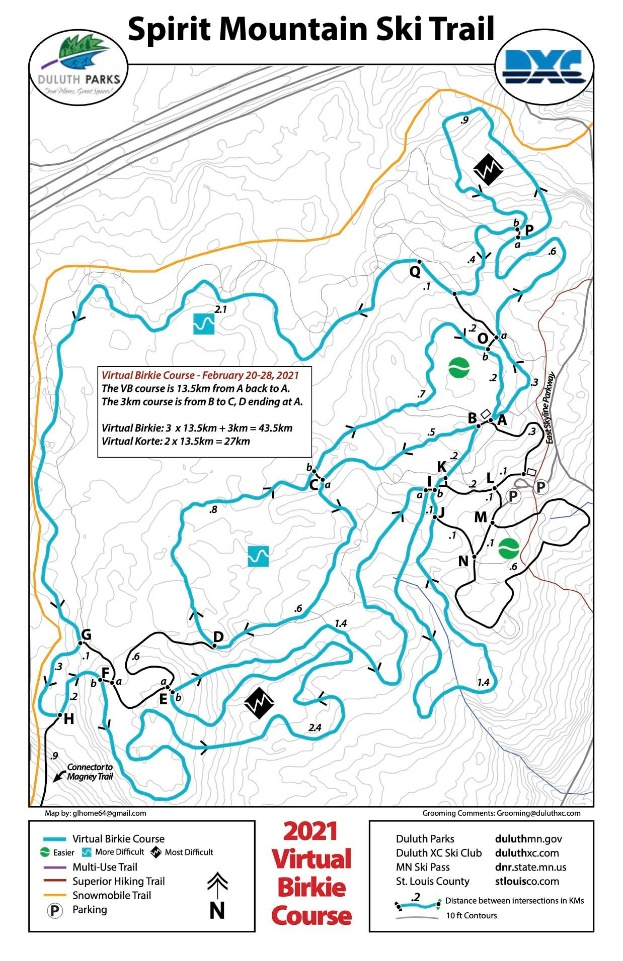 Spirit Mountain Ski Trail
DULUTH PARKS
"New Places. Great Spaces."
DXC
.9
b
P
a
.4
.6
Q
.1
2.1
.2
O
a
b
.2
.3
.7
East Skyline Parkway
Virtual Birkie Course - February 20-28, 2021
The VB course is 13.5km from A back to A.
The 3km course is from B to C, D ending at A.
Virtual Birkie: 3 x 13.5km + 3km = 43.5km
Virtual Korte: 2 x 13.5km = 27km
B
A
.5
.3
.2
b
C
a
K
I
a
b
.2
L
.1
.1
P
P
.8
.1
J
M
.1
.1
N
.6
.6
1.4
D
G
.1
.6
.3
F
b
a
a
E
b
.2
H
1.4
2.4
.9
Connector to
Magney Trail
Map by: glhome64@gmail.com
Grooming Comments: Grooming@duluthxc.com
Virtual Birkie Course
Easier
More Difficult
Most Difficult
Multi-Use Trail
Superior Hiking Trail
Snowmobile Trail
P
Parking
N
2021
Virtual
Birkie
Course
Duluth Parks duluthmn.gov
Duluth XC Ski Club duluthxc.com
MN Ski Pass dnr.state.mn.us
St. Louis County stlouisco.com
.2
Distance between intersections in KMs
10 ft Contours